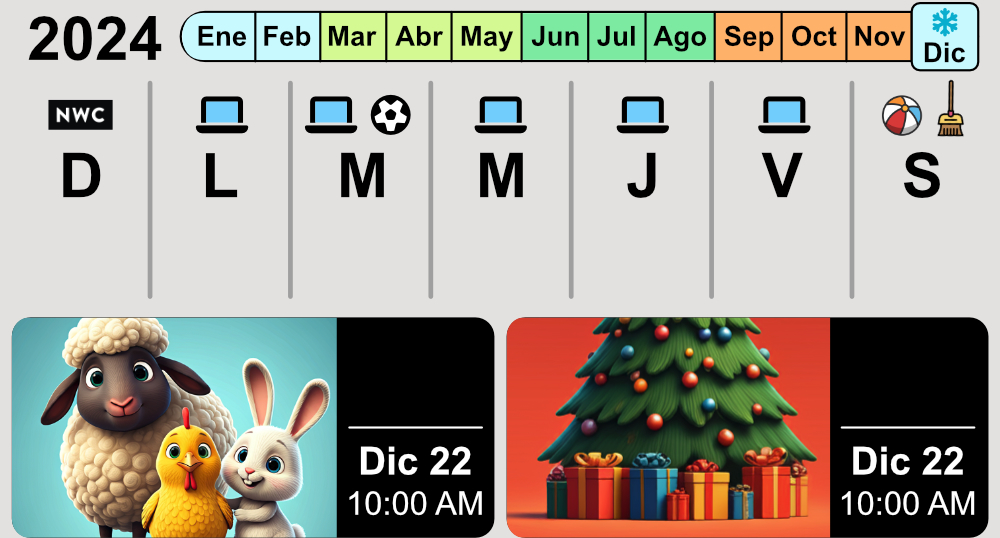 2024 Ene Feb Mar Abr May Jun Jul Ago Sep Oct Nov Dic
NWC
D L M M J V S
Dic 22
10:00 AM
Dic 22
10:00 AM